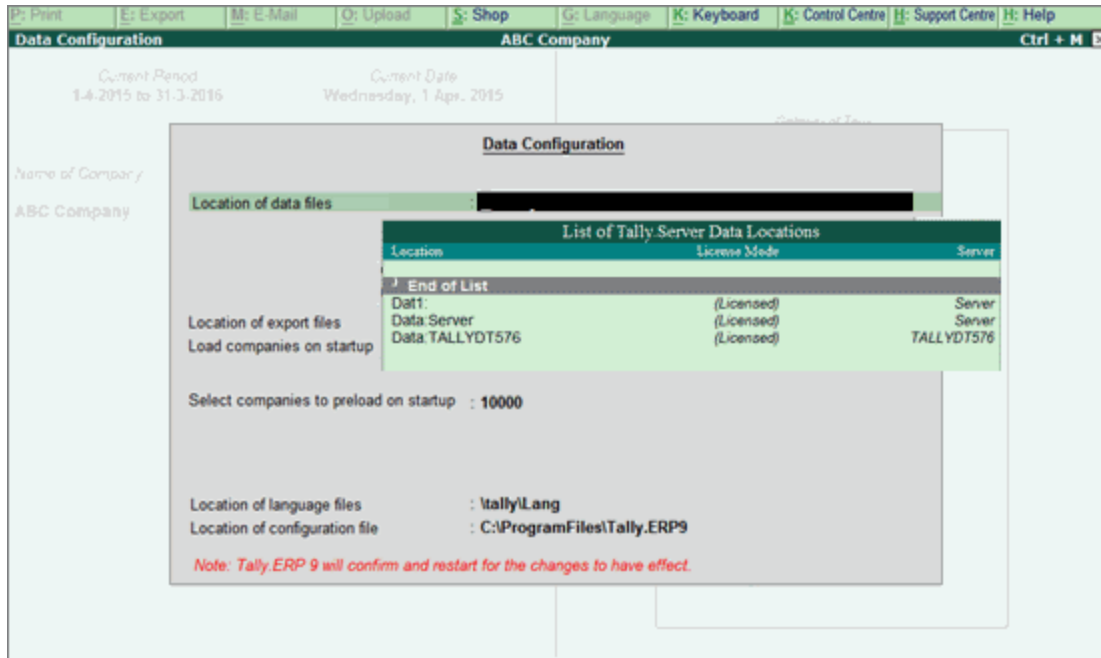 P: Print E: Export M: E-Mail O: Upload S: Shop G: Language K: Keyboard K: Control Centre H: Support Centre H: Help
Data Configuration ABC Company Ctrl + M
Current Period Current Date
1-4-2015 to 31-3-2016 Wednesday, 1 Apr, 2015
Gateway of Tally
Data Configuration
Name of Company
Location of data files :
ABC Company
List of Tally.Server Data Locations
Location License Mode Server
End of List
Dat1: (Licensed) Server
Data:Server (Licensed) Server
Data:TALLYDT576 (Licensed) TALLYDT576
Location of export files
Load companies on startup
Select companies to preload on startup : 10000
Location of language files : \tally\Lang
Location of configuration file : C:\ProgramFiles\Tally.ERP9
Note: Tally.ERP 9 will confirm and restart for the changes to have effect.